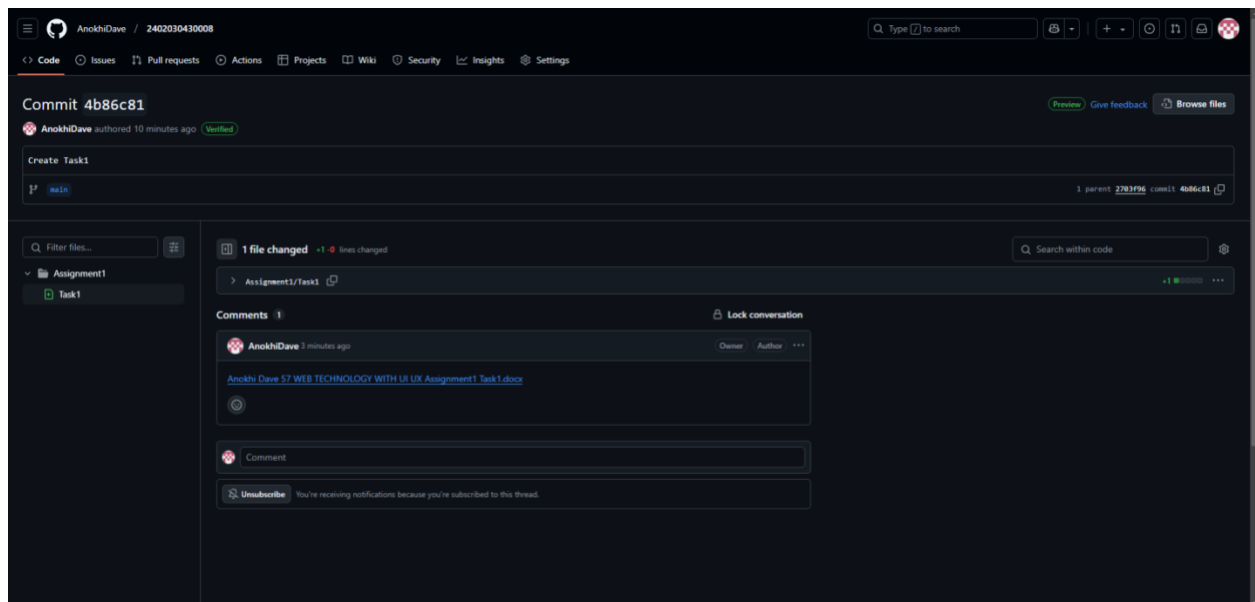 AnokhiDave / 2402030430008
Type / to search
<> Code Issues Pull requests Actions Projects Wiki Security Insights Settings
Commit 4b86c81
Preview Give feedback Browse files
AnokhiDave authored 10 minutes ago Verified
Create Task1
main
1 parent 2703f96 commit 4b86c81
Filter files...
1 file changed +1 -0 lines changed
Search within code
Assignment1
Assignment1/Task1
+1
Task1
Comments 1
Lock conversation
AnokhiDave 3 minutes ago
Owner Author
Anokhi Dave 57 WEB TECHNOLOGY WITH UI UX Assignment1 Task1.docx
Comment
Unsubscribe You're receiving notifications because you're subscribed to this thread.